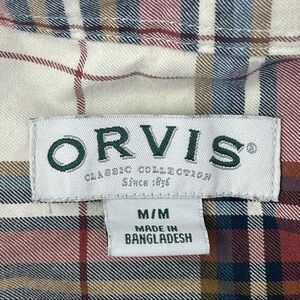 ORVIS®
CLASSIC COLLECTION
Since 1856
M/M
MADE IN
BANGLADESH